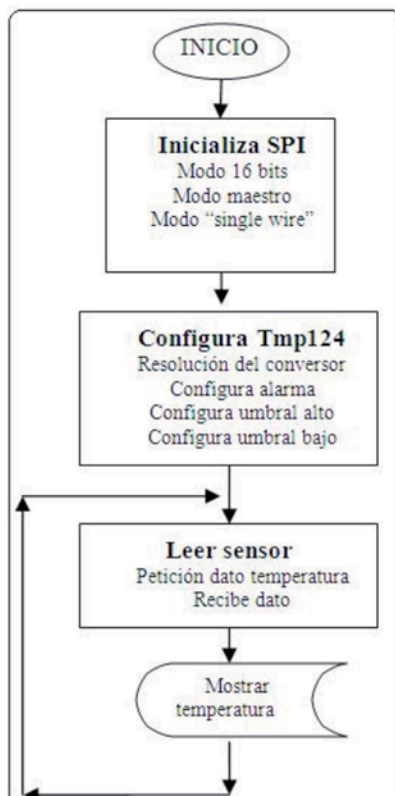 INICIO
Inicializa SPI
Modo 16 bits
Modo maestro
Modo “single wire”
Configura Tmp124
Resolución del conversor
Configura alarma
Configura umbral alto
Configura umbral bajo
Leer sensor
Petición dato temperatura
Recibe dato
Mostrar
temperatura